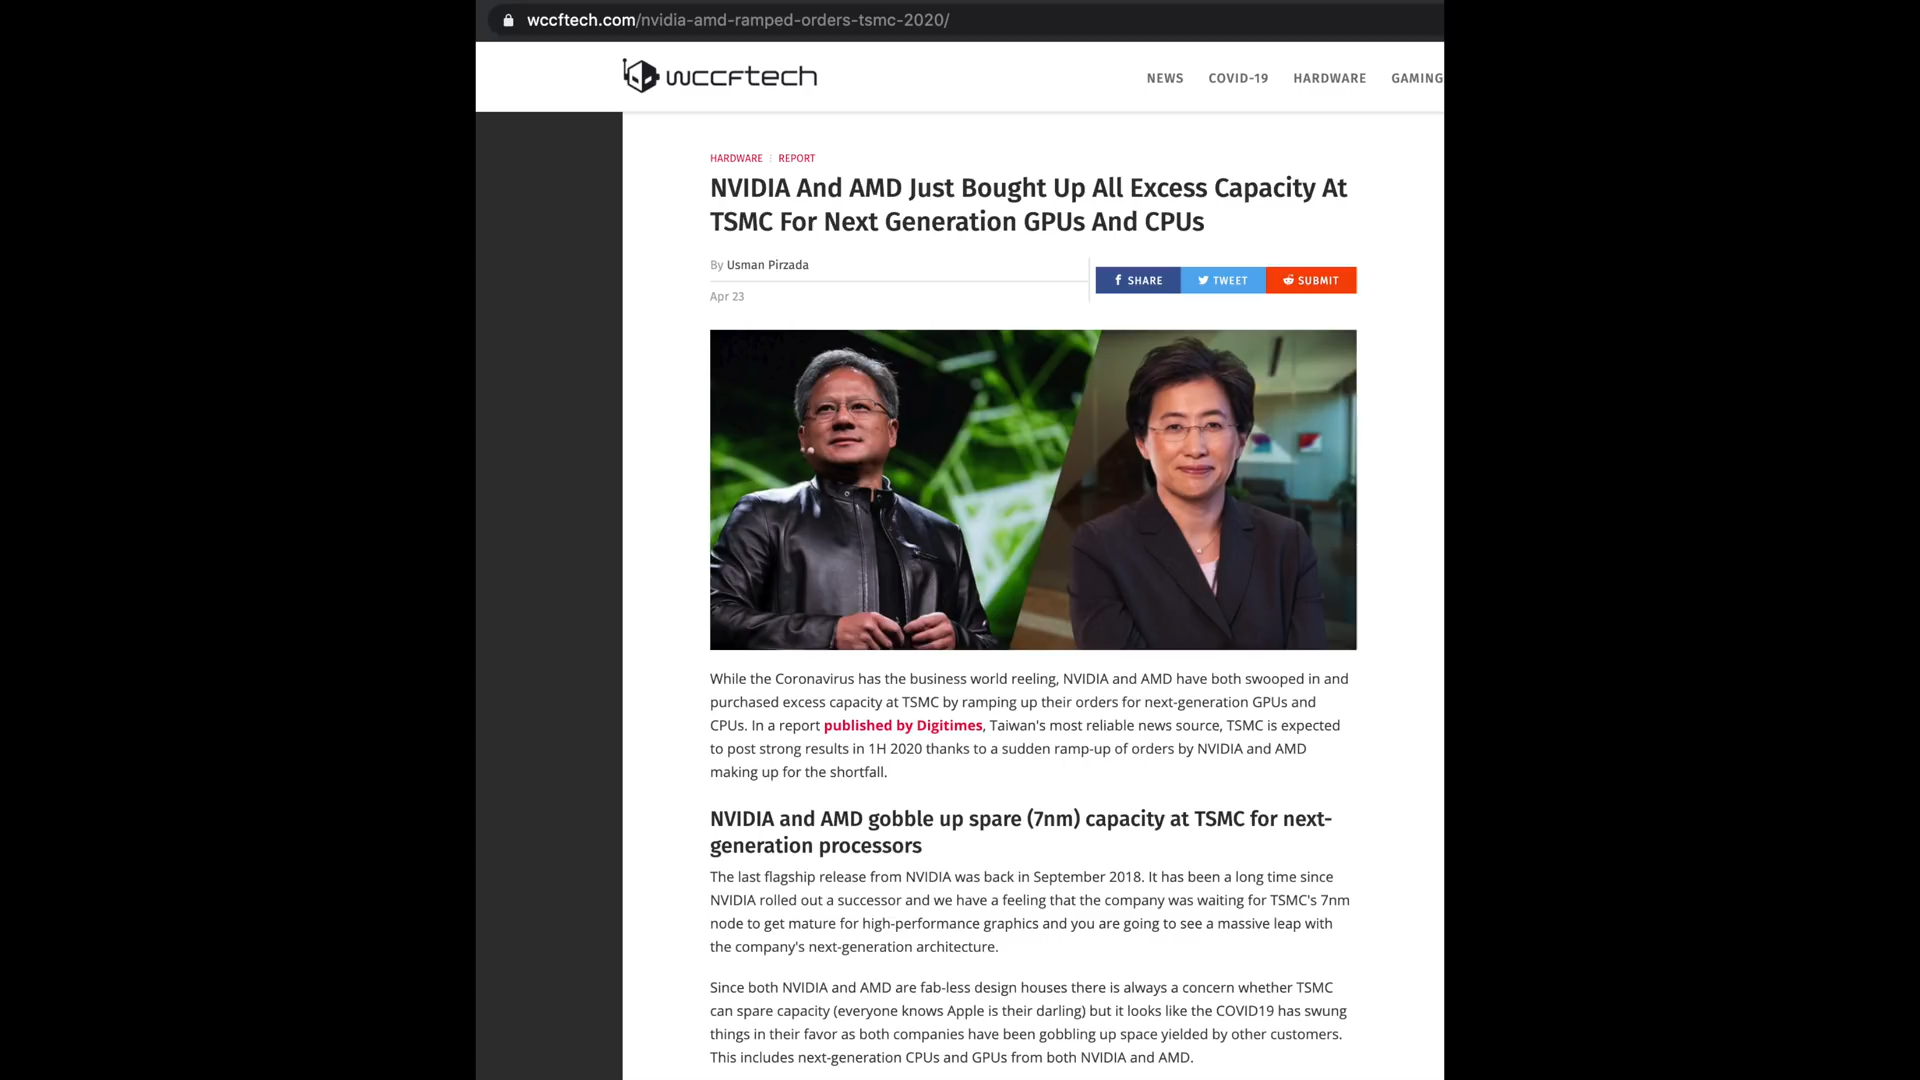 wccftech.com/nvidia-amd-ramped-orders-tsmc-2020/
wccftech
NEWS COVID-19 HARDWARE GAMING
HARDWARE REPORT
NVIDIA And AMD Just Bought Up All Excess Capacity At
TSMC For Next Generation GPUs And CPUs
By Usman Pirzada
SHARE TWEET SUBMIT
Apr 23
While the Coronavirus has the business world reeling, NVIDIA and AMD have both swooped in and
purchased excess capacity at TSMC by ramping up their orders for next-generation GPUs and
CPUs. In a report published by Digitimes, Taiwan's most reliable news source, TSMC is expected
to post strong results in 1H 2020 thanks to a sudden ramp-up of orders by NVIDIA and AMD
making up for the shortfall.
NVIDIA and AMD gobble up spare (7nm) capacity at TSMC for next-
generation processors
The last flagship release from NVIDIA was back in September 2018. It has been a long time since
NVIDIA rolled out a successor and we have a feeling that the company was waiting for TSMC's 7nm
node to get mature for high-performance graphics and you are going to see a massive leap with
the company's next-generation architecture.
Since both NVIDIA and AMD are fab-less design houses there is always a concern whether TSMC
can spare capacity (everyone knows Apple is their darling) but it looks like the COVID19 has swung
things in their favor as both companies have been gobbling up space yielded by other customers.
This includes next-generation CPUs and GPUs from both NVIDIA and AMD.